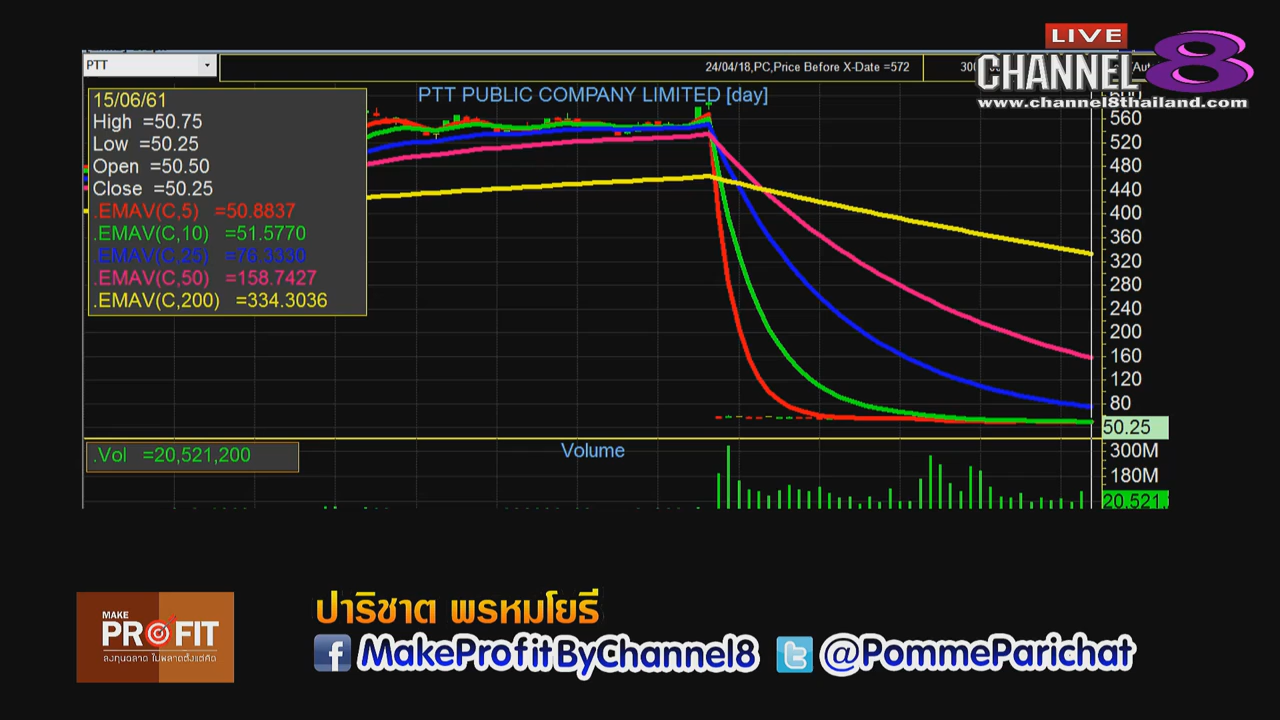 LIVE
CHANNEL 8
www.channel8thailand.com
PTT
24/04/18,PC,Price Before X-Date =572
PTT PUBLIC COMPANY LIMITED [day]
15/06/61
High =50.75
Low =50.25
Open =50.50
Close =50.25
.EMAV(C,5) =50.8837
.EMAV(C,10) =51.5770
.EMAV(C,25) =76.3330
.EMAV(C,50) =158.7427
.EMAV(C,200) =334.3036
560
520
480
440
400
360
320
280
240
200
160
120
80
50.25
.Vol =20,521,200
Volume
300M
180M
20,521,
MAKE
PROFIT
ลงทุนฉลาด ไม่พลาดตั้งแต่คิด
ปาริชาต พรหมโยธี
MakeProfitByChannel8
@PommeParichat